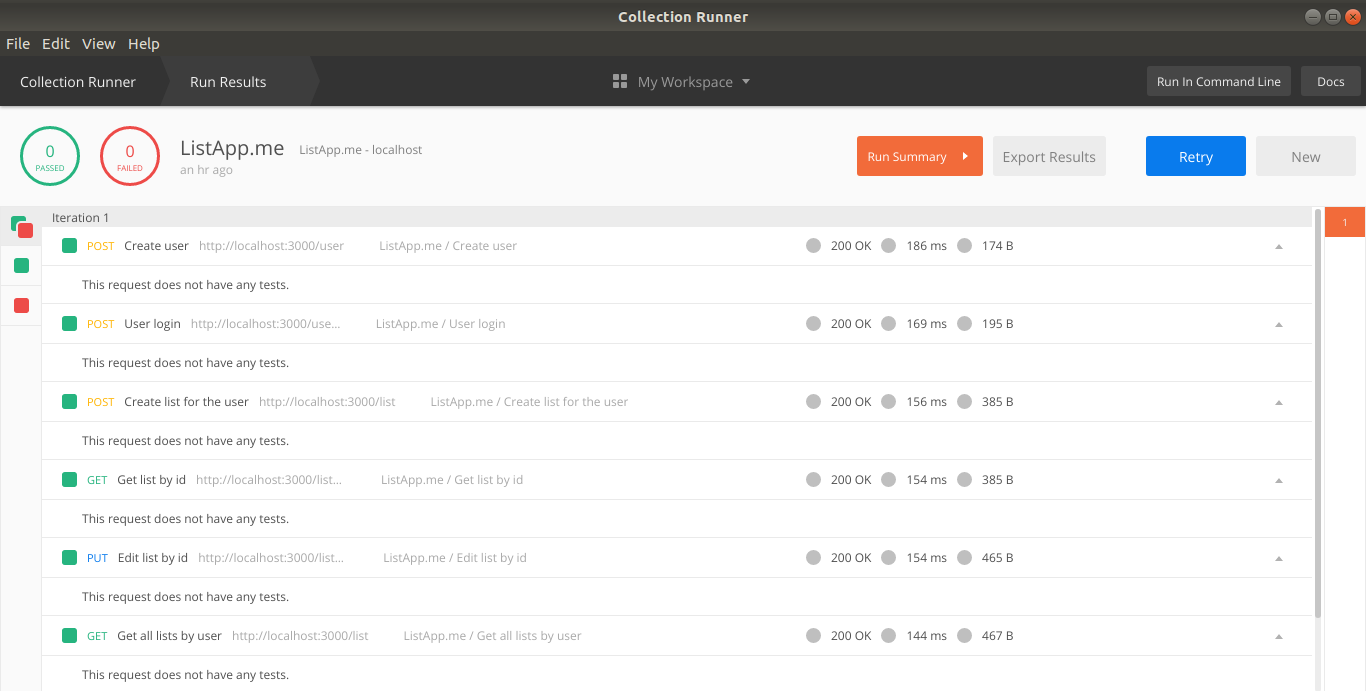 Collection Runner
File Edit View Help
Collection Runner Run Results My Workspace Run In Command Line Docs
0 PASSED
0 FAILED
ListApp.me ListApp.me - localhost
an hr ago
Run Summary Export Results Retry New
Iteration 1
1
POST Create user http://localhost:3000/user ListApp.me / Create user 200 OK 186 ms 174 B
This request does not have any tests.
POST User login http://localhost:3000/use... ListApp.me / User login 200 OK 169 ms 195 B
This request does not have any tests.
POST Create list for the user http://localhost:3000/list ListApp.me / Create list for the user 200 OK 156 ms 385 B
This request does not have any tests.
GET Get list by id http://localhost:3000/list... ListApp.me / Get list by id 200 OK 154 ms 385 B
This request does not have any tests.
PUT Edit list by id http://localhost:3000/list... ListApp.me / Edit list by id 200 OK 154 ms 465 B
This request does not have any tests.
GET Get all lists by user http://localhost:3000/list ListApp.me / Get all lists by user 200 OK 144 ms 467 B
This request does not have any tests.